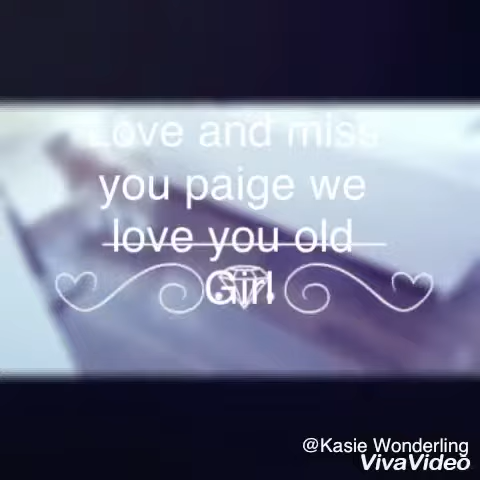 Love and miss
you paige we
love you old
Girl
@Kasie Wonderling
VivaVideo